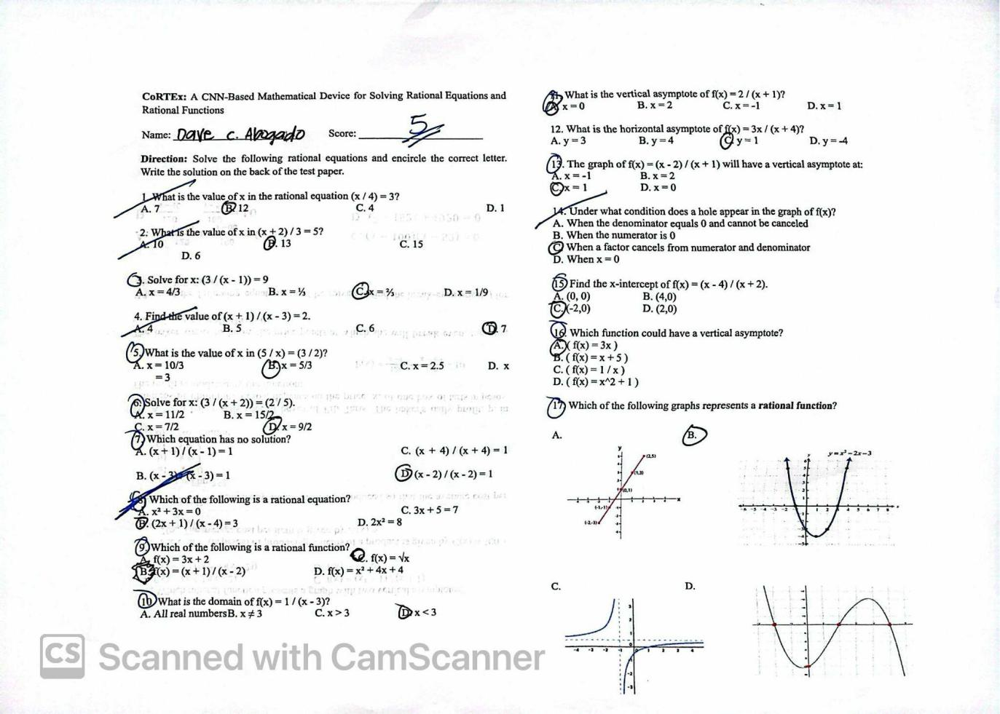 CoRTEx: A CNN-Based Mathematical Device for Solving Rational Equations and
Rational Functions
Name: Dave C. Abogado Score: 5
Direction: Solve the following rational equations and encircle the correct letter.
Write the solution on the back of the test paper.
1. What is the value of x in the rational equation (x / 4) = 3?
A. 7 B. 12 C. 4 D. 1
2. What is the value of x in (x + 2) / 3 = 5?
A. 10 B. 13 C. 15
D. 6
3. Solve for x: (3 / (x - 1)) = 9
A. x = 4/3 B. x = ⅓ C. x = ⅔ D. x = 1/9
4. Find the value of (x + 1) / (x - 3) = 2.
A. 4 B. 5 C. 6 D. 7
5. What is the value of x in (5 / x) = (3 / 2)?
A. x = 10/3 B. x = 5/3 C. x = 2.5 D. x
= 3
6. Solve for x: (3 / (x + 2)) = (2 / 5).
A. x = 11/2 B. x = 15/2
C. x = 7/2 D. x = 9/2
7. Which equation has no solution?
A. (x + 1) / (x - 1) = 1 C. (x + 4) / (x + 4) = 1
B. (x - 3) / (x - 3) = 1 D. (x - 2) / (x - 2) = 1
8. Which of the following is a rational equation?
A. x² + 3x = 0 C. 3x + 5 = 7
B. (2x + 1) / (x - 4) = 3 D. 2x² = 8
9. Which of the following is a rational function?
A. f(x) = 3x + 2 C. f(x) = √x
B. f(x) = (x + 1) / (x - 2) D. f(x) = x² + 4x + 4
10. What is the domain of f(x) = 1 / (x - 3)?
A. All real numbers B. x ≠ 3 C. x > 3 D. x < 3
11. What is the vertical asymptote of f(x) = 2 / (x + 1)?
A. x = 0 B. x = 2 C. x = -1 D. x = 1
12. What is the horizontal asymptote of f(x) = 3x / (x + 4)?
A. y = 3 B. y = 4 C. y = 1 D. y = -4
13. The graph of f(x) = (x - 2) / (x + 1) will have a vertical asymptote at:
A. x = -1 B. x = 2
C. x = 1 D. x = 0
14. Under what condition does a hole appear in the graph of f(x)?
A. When the denominator equals 0 and cannot be canceled
B. When the numerator is 0
C. When a factor cancels from numerator and denominator
D. When x = 0
15. Find the x-intercept of f(x) = (x - 4) / (x + 2).
A. (0, 0) B. (4,0)
C. (-2,0) D. (2,0)
16. Which function could have a vertical asymptote?
A. ( f(x) = 3x )
B. ( f(x) = x + 5 )
C. ( f(x) = 1 / x )
D. ( f(x) = x^2 + 1 )
17. Which of the following graphs represents a rational function?
A. B.
y
(2,5)
(1,3)
(0,1)
(-1,-1)
(-2,-3)
x
y = x² - 2x - 3
C. D.
CS Scanned with CamScanner